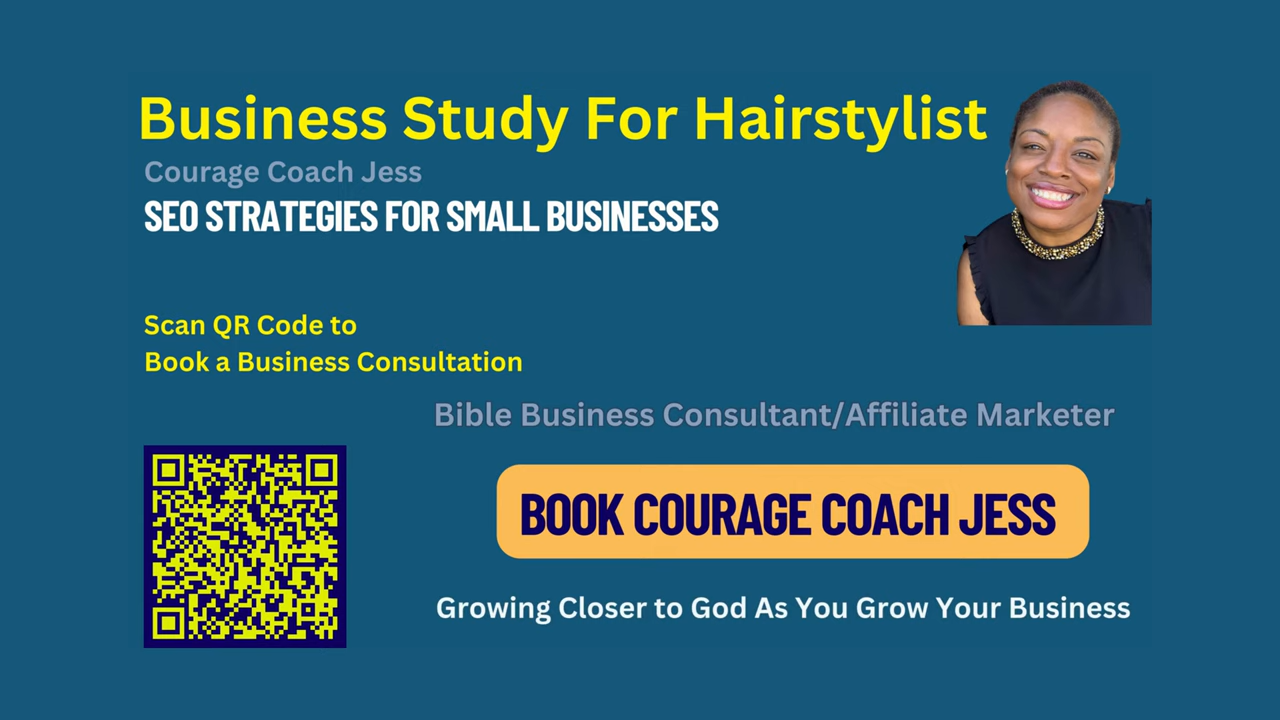 Business Study For Hairstylist
Courage Coach Jess
SEO STRATEGIES FOR SMALL BUSINESSES
Scan QR Code to
Book a Business Consultation
Bible Business Consultant/Affiliate Marketer
BOOK COURAGE COACH JESS
Growing Closer to God As You Grow Your Business